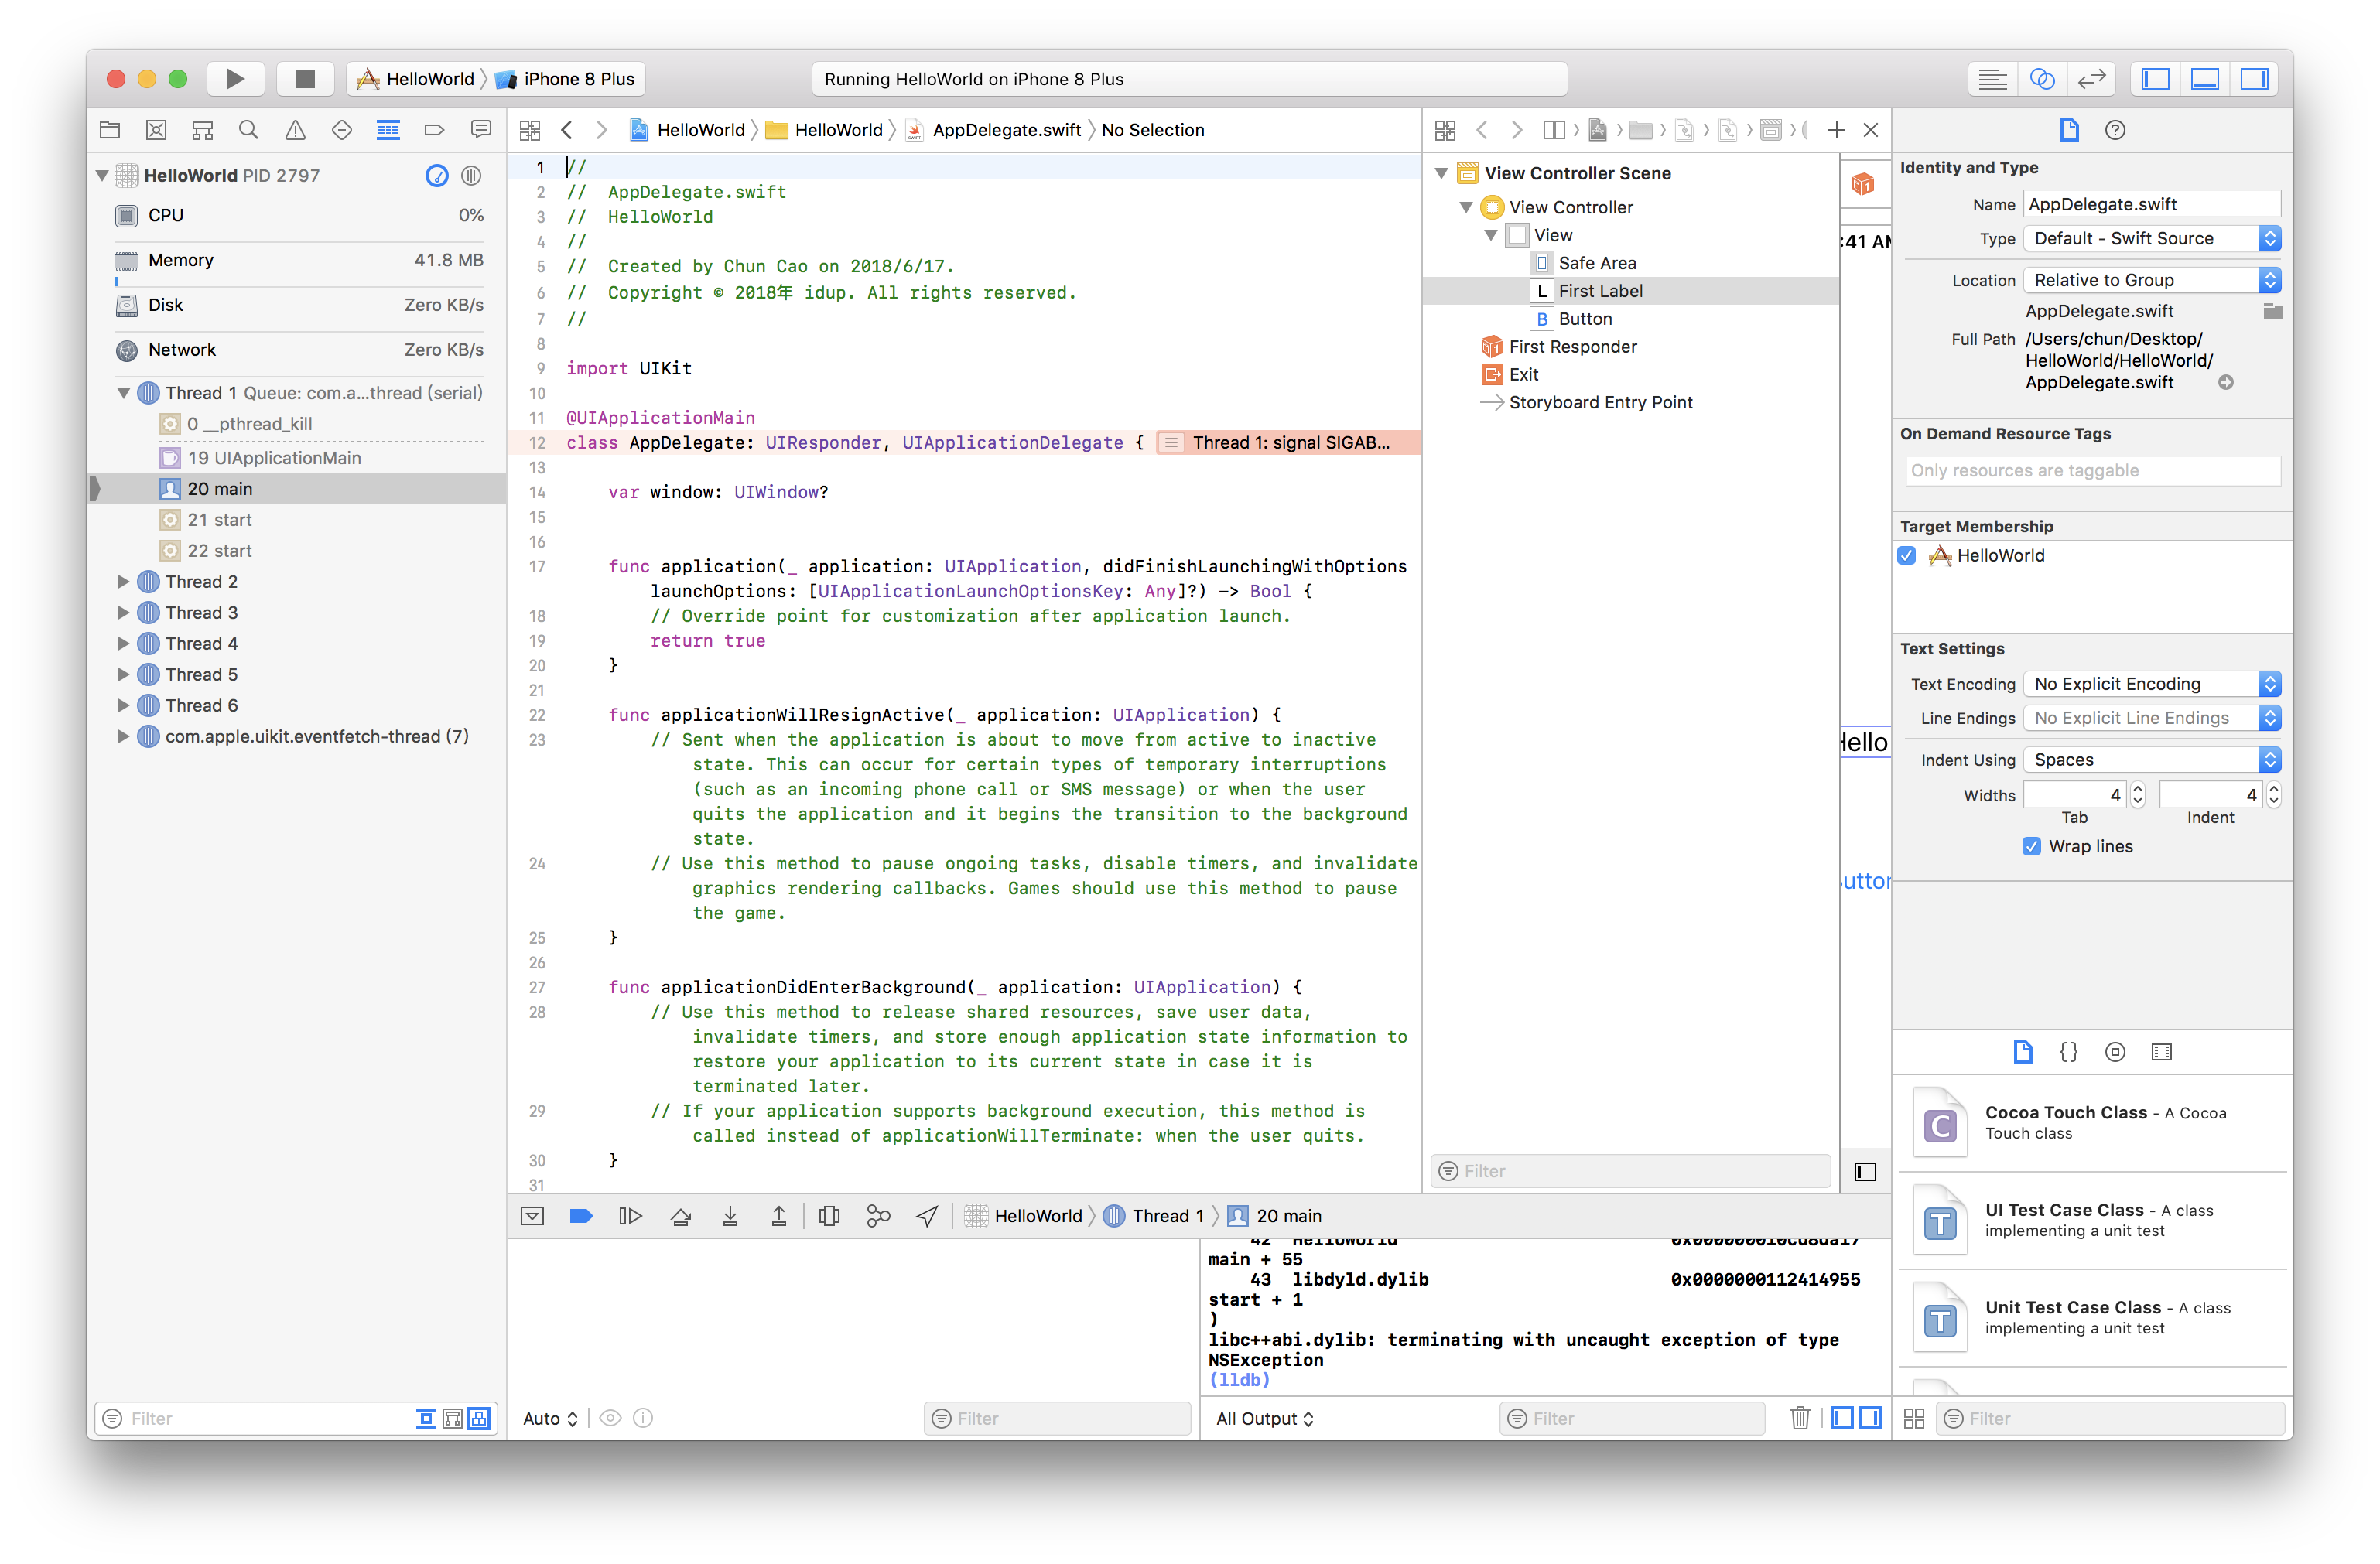 HelloWorld iPhone 8 Plus
Running HelloWorld on iPhone 8 Plus
HelloWorld PID 2797
CPU 0%
Memory 41.8 MB
Disk Zero KB/s
Network Zero KB/s
Thread 1 Queue: com.a...thread (serial)
0 __pthread_kill
19 UIApplicationMain
20 main
21 start
22 start
Thread 2
Thread 3
Thread 4
Thread 5
Thread 6
com.apple.uikit.eventfetch-thread (7)
Filter
HelloWorld HelloWorld AppDelegate.swift No Selection
1 //
2 //  AppDelegate.swift
3 //  HelloWorld
4 //
5 //  Created by Chun Cao on 2018/6/17.
6 //  Copyright © 2018年 idup. All rights reserved.
7 //
8
9 import UIKit
10
11 @UIApplicationMain
12 class AppDelegate: UIResponder, UIApplicationDelegate { Thread 1: signal SIGAB...
13
14 var window: UIWindow?
15
16
17 func application(_ application: UIApplication, didFinishLaunchingWithOptions
launchOptions: [UIApplicationLaunchOptionsKey: Any]?) -> Bool {
18 // Override point for customization after application launch.
19 return true
20 }
21
22 func applicationWillResignActive(_ application: UIApplication) {
23 // Sent when the application is about to move from active to inactive
state. This can occur for certain types of temporary interruptions
(such as an incoming phone call or SMS message) or when the user
quits the application and it begins the transition to the background
state.
24 // Use this method to pause ongoing tasks, disable timers, and invalidate
graphics rendering callbacks. Games should use this method to pause
the game.
25 }
26
27 func applicationDidEnterBackground(_ application: UIApplication) {
28 // Use this method to release shared resources, save user data,
invalidate timers, and store enough application state information to
restore your application to its current state in case it is
terminated later.
29 // If your application supports background execution, this method is
called instead of applicationWillTerminate: when the user quits.
30 }
31
View Controller Scene
View Controller
View
Safe Area
L First Label
B Button
First Responder
Exit
Storyboard Entry Point
Filter
:41 AM
Hello
Button
HelloWorld Thread 1 20 main
42 HelloWorld
main + 55
43 libdyld.dylib 0x0000000112414955
start + 1
)
libc++abi.dylib: terminating with uncaught exception of type
NSException
(lldb)
Auto Filter
All Output Filter
Identity and Type
Name AppDelegate.swift
Type Default - Swift Source
Location Relative to Group
AppDelegate.swift
Full Path /Users/chun/Desktop/
HelloWorld/HelloWorld/
AppDelegate.swift
On Demand Resource Tags
Only resources are taggable
Target Membership
HelloWorld
Text Settings
Text Encoding No Explicit Encoding
Line Endings No Explicit Line Endings
Indent Using Spaces
Widths 4 4
Tab Indent
Wrap lines
{}
C Cocoa Touch Class - A Cocoa
Touch class
T UI Test Case Class - A class
implementing a unit test
T Unit Test Case Class - A class
implementing a unit test
Filter